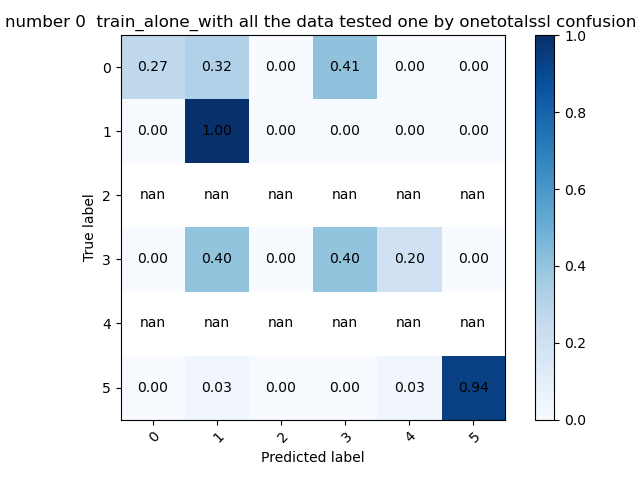 number 0  train_alone_with all the data tested one by onetotalssl confusion
0 0.27 0.32 0.00 0.41 0.00 0.00
1 0.00 1.00 0.00 0.00 0.00 0.00
2 nan nan nan nan nan nan
3 0.00 0.40 0.00 0.40 0.20 0.00
4 nan nan nan nan nan nan
5 0.00 0.03 0.00 0.00 0.03 0.94
0 1 2 3 4 5
True label
Predicted label
1.0
0.8
0.6
0.4
0.2
0.0